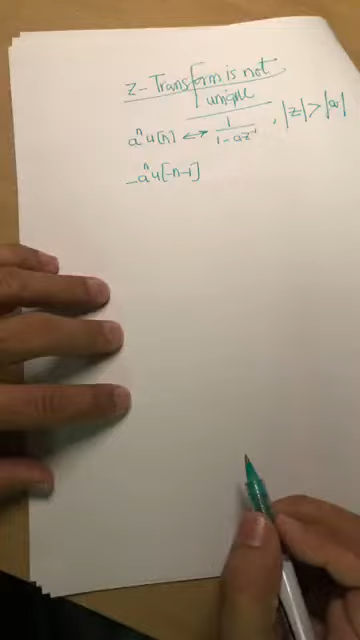 z-Transform is not
unique
aⁿu[n] ↔ 1/(1-az⁻¹), |z|>|a|
-aⁿu[-n-1]